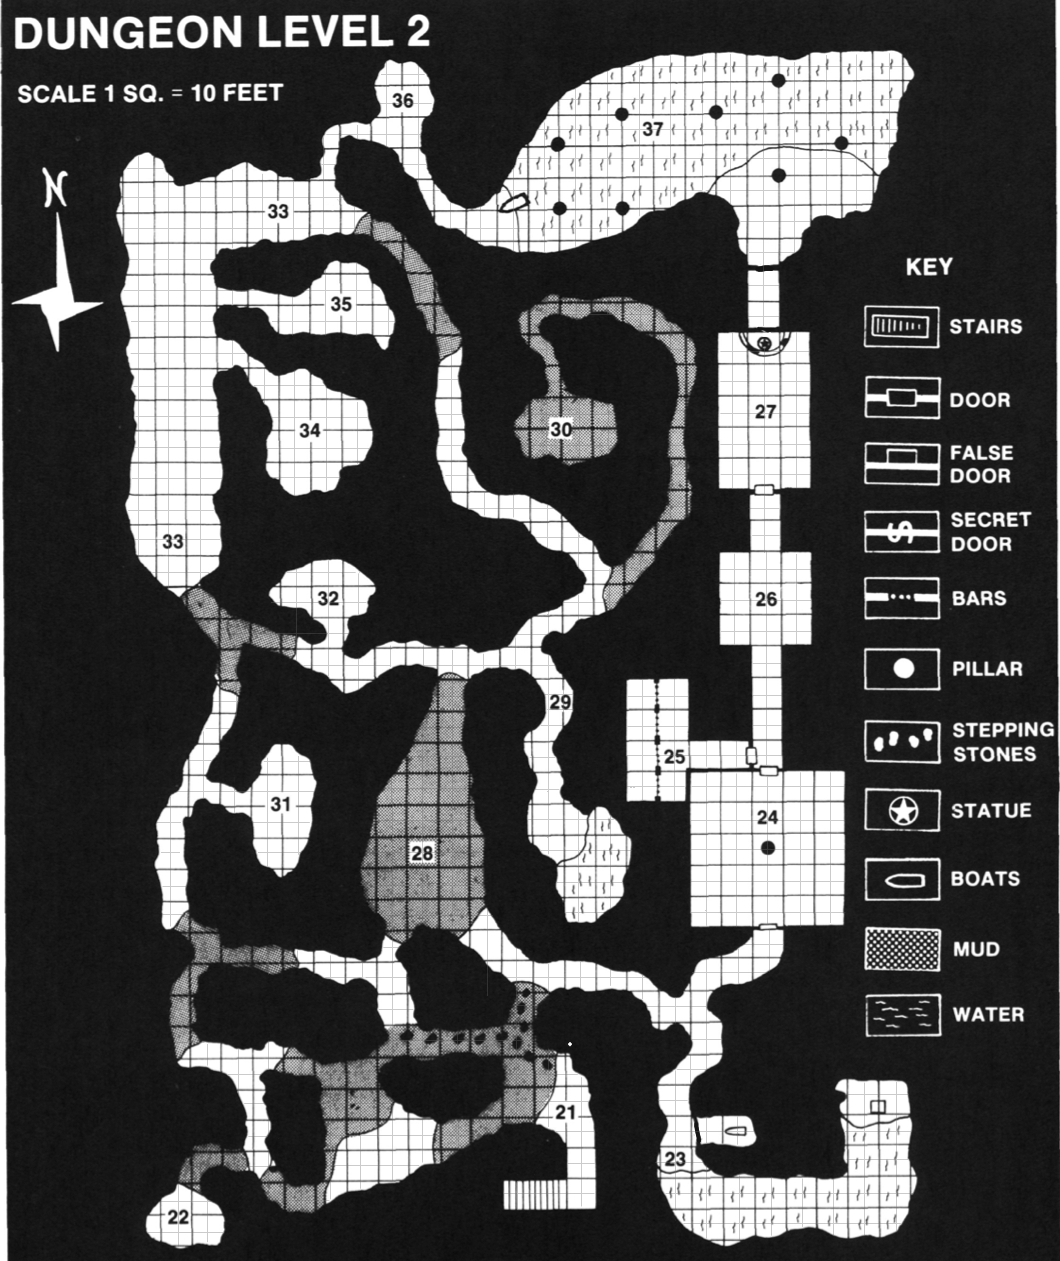 DUNGEON LEVEL 2
SCALE 1 SQ. = 10 FEET
N
36
37
33
35
34
33
32
30
31
28
29
27
26
25
24
21
22
23
KEY
STAIRS
DOOR
FALSE
DOOR
SECRET
DOOR
BARS
PILLAR
STEPPING
STONES
STATUE
BOATS
MUD
WATER